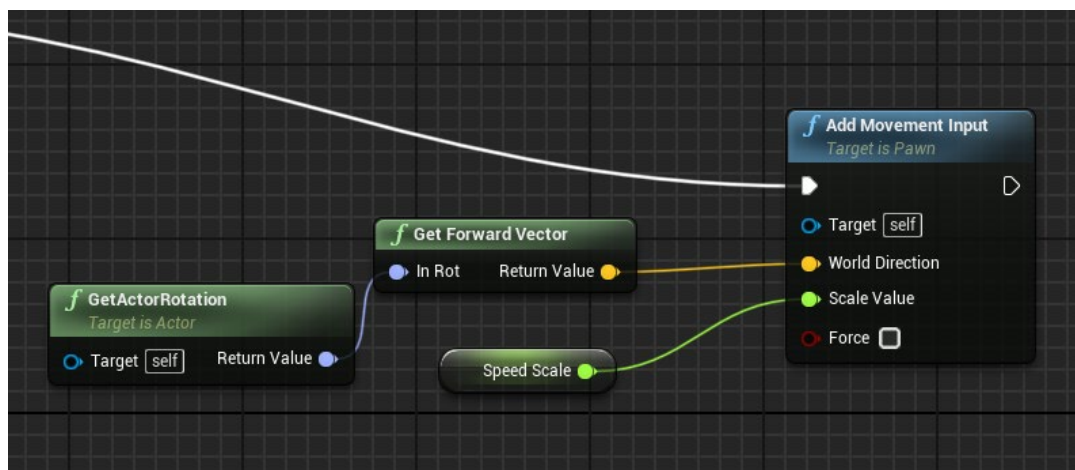 GetActorRotation
Target is Actor
Target self Return Value
Get Forward Vector
In Rot Return Value
Speed Scale
Add Movement Input
Target is Pawn
Target self
World Direction
Scale Value
Force